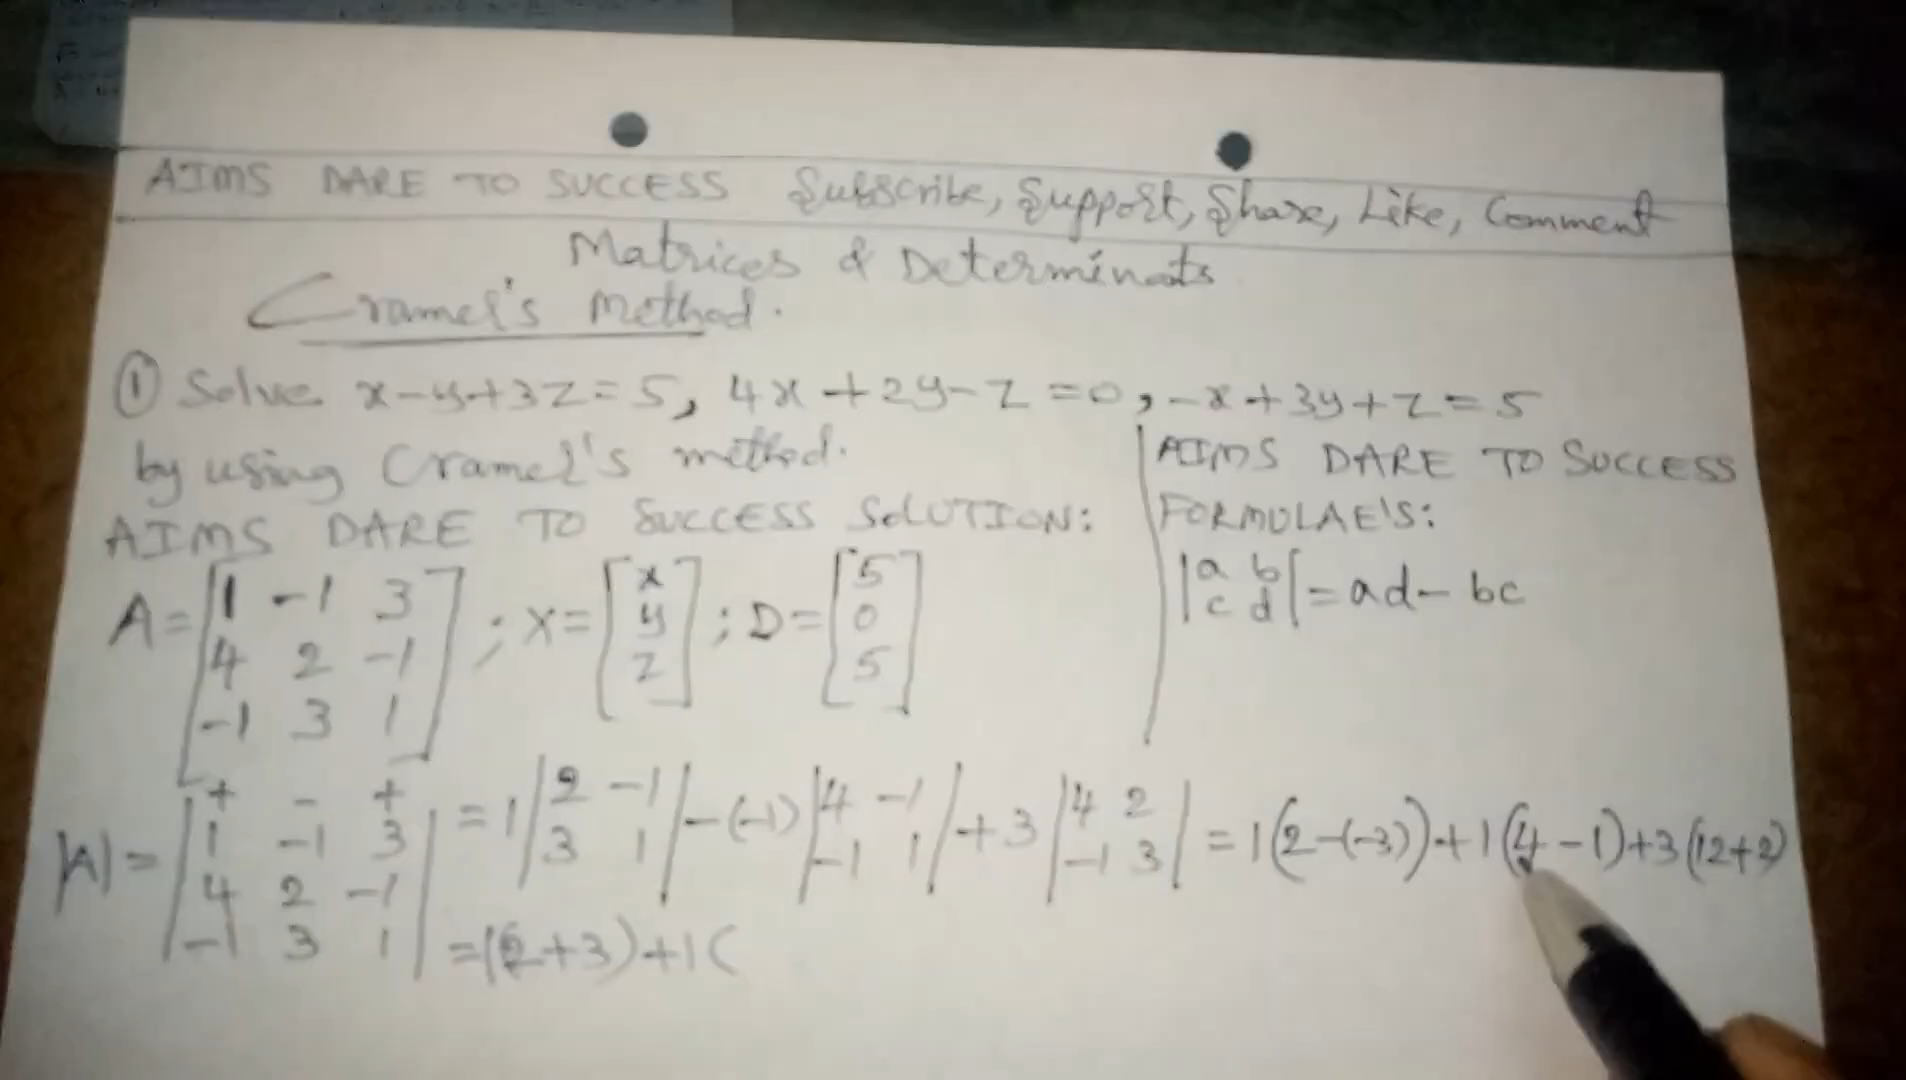 AIMS DARE TO SUCCESS Subscribe, Support, Share, Like, Comment
Matrices & Determinats
Cramel's Method.
① Solve x-y+3z=5, 4x+2y-z=0, -x+3y+z=5
by using Cramel's method.
AIMS DARE TO SUCCESS SOLUTION:
A=[1 -1 3; X=[x; D=[5
4 2 -1 y 0
-1 3 1] z] 5]
AIMS DARE TO SUCCESS
FORMULAE'S:
|a b
c d|=ad-bc
+ - +
|A|=|1 -1 3
4 2 -1
-1 3 1|
=1|2 -1
3 1|-(-1)|4 -1
-1 1|+3|4 2
-1 3|=1(2-(-3))+1(4-1)+3(12+2)
=1(2+3)+1(